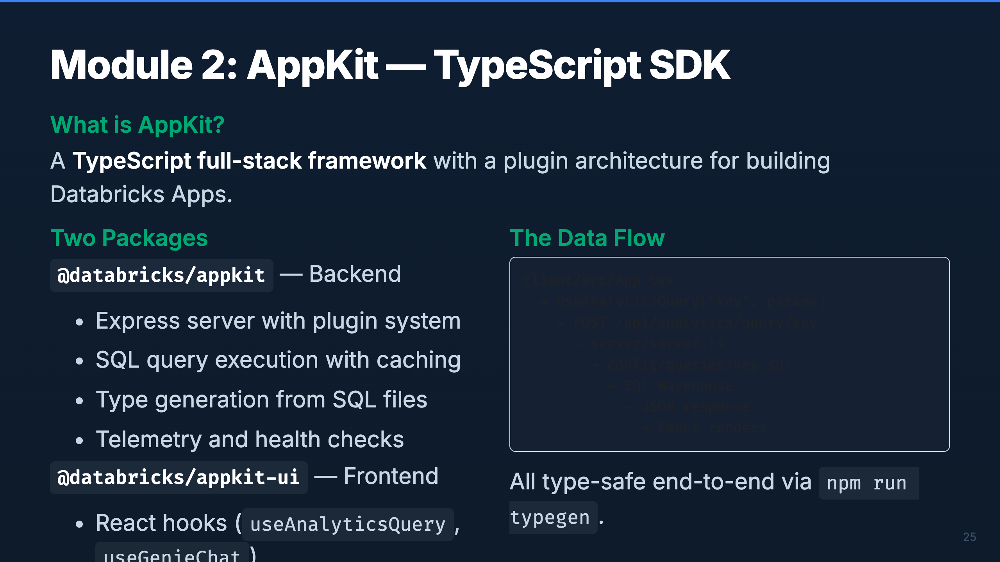 Module 2: AppKit — TypeScript SDK
What is AppKit?
A TypeScript full-stack framework with a plugin architecture for building
Databricks Apps.
Two Packages
@databricks/appkit — Backend
• Express server with plugin system
• SQL query execution with caching
• Type generation from SQL files
• Telemetry and health checks
@databricks/appkit-ui — Frontend
• React hooks ( useAnalyticsQuery ,
useGenieChat )
The Data Flow
client/src/App.tsx
→ useAnalyticsQuery("key", params)
→ POST /api/analytics/query/key
→ server/server.ts
→ config/queries/key.sql
→ SQL Warehouse
→ JSON response
→ React renders
All type-safe end-to-end via npm run
typegen .
25